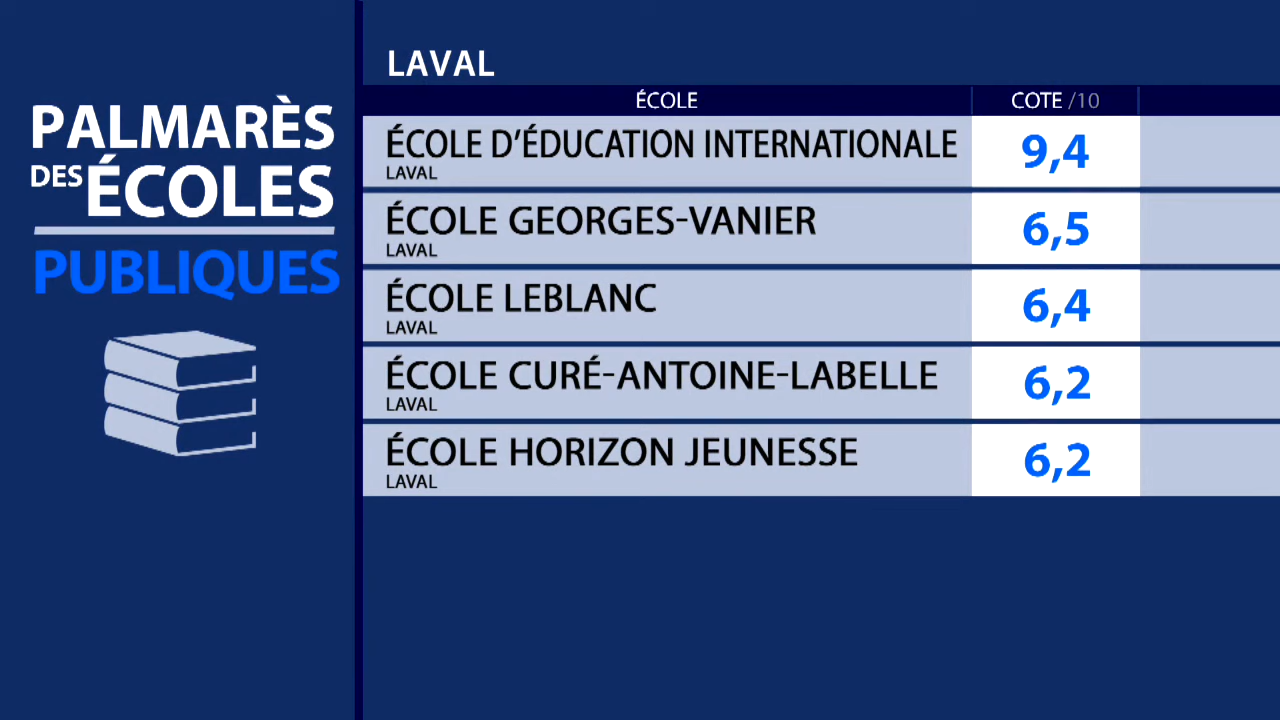 PALMARÈS
DES ÉCOLES
PUBLIQUES
LAVAL
ÉCOLE COTE /10
ÉCOLE D'ÉDUCATION INTERNATIONALE 9,4
LAVAL
ÉCOLE GEORGES-VANIER 6,5
LAVAL
ÉCOLE LEBLANC 6,4
LAVAL
ÉCOLE CURÉ-ANTOINE-LABELLE 6,2
LAVAL
ÉCOLE HORIZON JEUNESSE 6,2
LAVAL